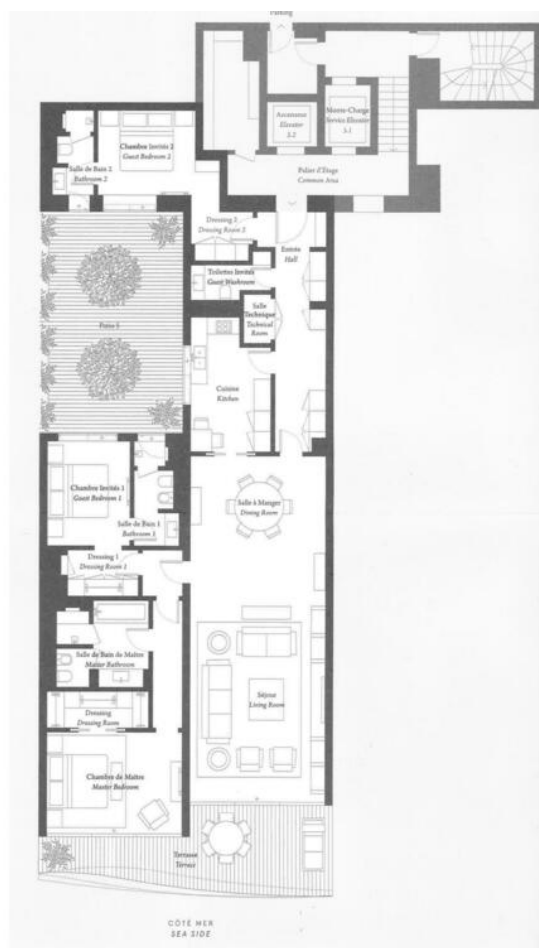 Parking
Ascenseur
Elevator
S.2
Monte-Charge
Service Elevator
S.1
Palier d'Etage
Common Area
Chambre Invités 2
Guest Bedroom 2
Salle de Bain 2
Bathroom 2
Dressing 2
Dressing Room 2
Entrée
Hall
Toilettes Invités
Guest Washroom
Salle
Technique
Technical
Room
Patio 5
Cuisine
Kitchen
Chambre Invités 1
Guest Bedroom 1
Salle à Manger
Dining Room
Salle de Bain 1
Bathroom 1
Dressing 1
Dressing Room 1
Salle de Bain de Maître
Master Bathroom
Séjour
Living Room
Dressing
Dressing Room
Chambre de Maître
Master Bedroom
Terrasse
Terrace
CÔTÉ MER
SEA SIDE